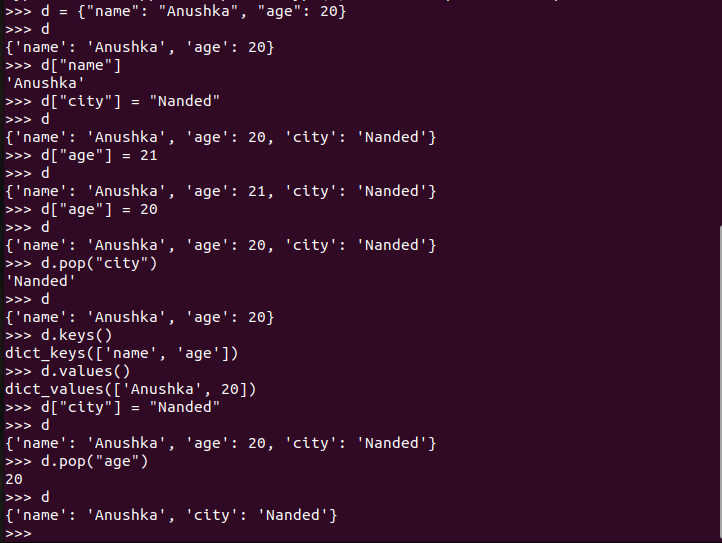 >>> d = {"name": "Anushka", "age": 20}
>>> d
{'name': 'Anushka', 'age': 20}
>>> d["name"]
'Anushka'
>>> d["city"] = "Nanded"
>>> d
{'name': 'Anushka', 'age': 20, 'city': 'Nanded'}
>>> d["age"] = 21
>>> d
{'name': 'Anushka', 'age': 21, 'city': 'Nanded'}
>>> d["age"] = 20
>>> d
{'name': 'Anushka', 'age': 20, 'city': 'Nanded'}
>>> d.pop("city")
'Nanded'
>>> d
{'name': 'Anushka', 'age': 20}
>>> d.keys()
dict_keys(['name', 'age'])
>>> d.values()
dict_values(['Anushka', 20])
>>> d["city"] = "Nanded"
>>> d
{'name': 'Anushka', 'age': 20, 'city': 'Nanded'}
>>> d.pop("age")
20
>>> d
{'name': 'Anushka', 'city': 'Nanded'}
>>>